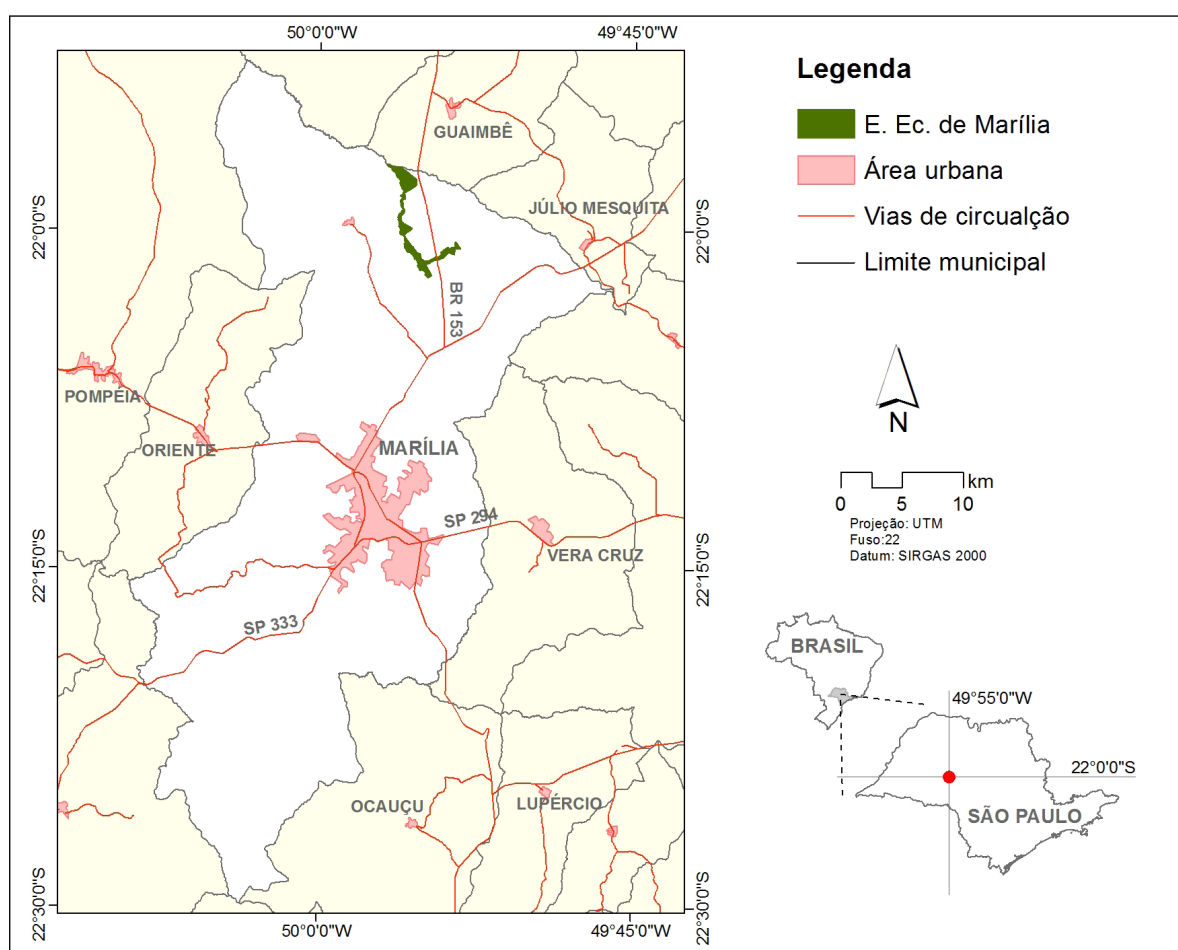 50°0'0"W
49°45'0"W
22°0'0"S
22°15'0"S
22°30'0"S
22°0'0"S
22°15'0"S
22°30'0"S
50°0'0"W
49°45'0"W
GUAIMBÊ
JÚLIO MESQUITA
BR 153
POMPÉIA
ORIENTE
MARÍLIA
SP 294
VERA CRUZ
SP 333
OCAUÇU
LUPÉRCIO
Legenda
E. Ec. de Marília
Área urbana
Vias de circualção
Limite municipal
N
0 5 10 km
Projeção: UTM
Fuso:22
Datum: SIRGAS 2000
BRASIL
49°55'0"W
22°0'0"S
SÃO PAULO